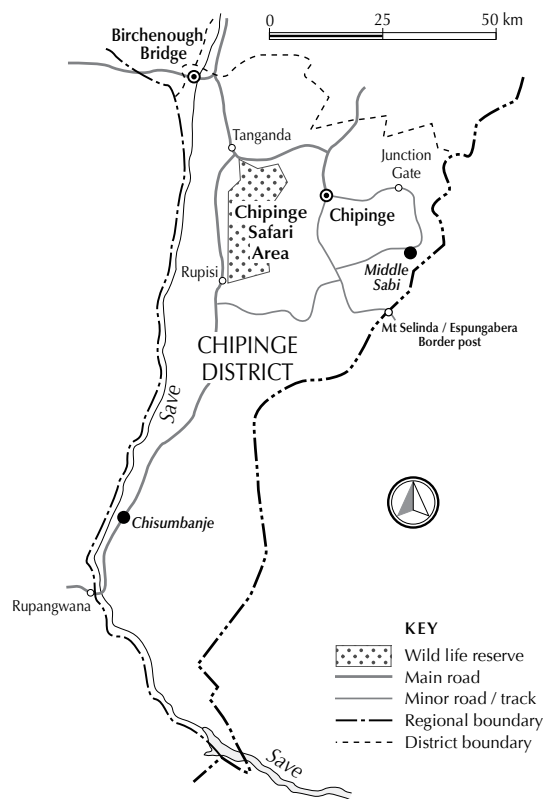 0 25 50 km
Birchenough
Bridge
Tanganda
Junction
Gate
Chipinge
Safari
Area
Chipinge
Middle
Sabi
Rupisi
Mt Selinda / Espungabera
Border post
CHIPINGE
DISTRICT
Save
Chisumbanje
Rupangwana
KEY
Wild life reserve
Main road
Minor road / track
Regional boundary
District boundary
Save